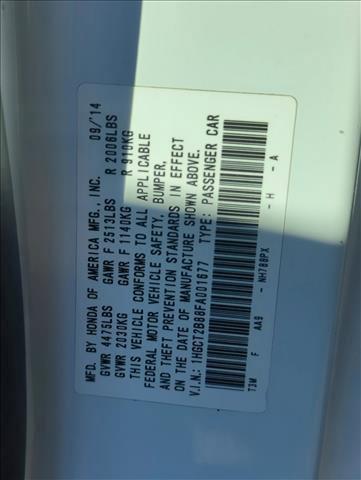 MFD. BY HONDA OF AMERICA MFG., INC. 09/14
GVWR 4475LBS GAWR F 2513LBS R 2006LBS
GVWR 2030KG GAWR F 1140KG R 910KG
THIS VEHICLE CONFORMS TO ALL APPLICABLE
FEDERAL MOTOR VEHICLE SAFETY, BUMPER,
AND THEFT PREVENTION STANDARDS IN EFFECT
ON THE DATE OF MANUFACTURE SHOWN ABOVE.
V.I.N.: 1HGCT2B88FA001677 TYPE: PASSENGER CAR
T3M F AA9 NH788PX - H - A